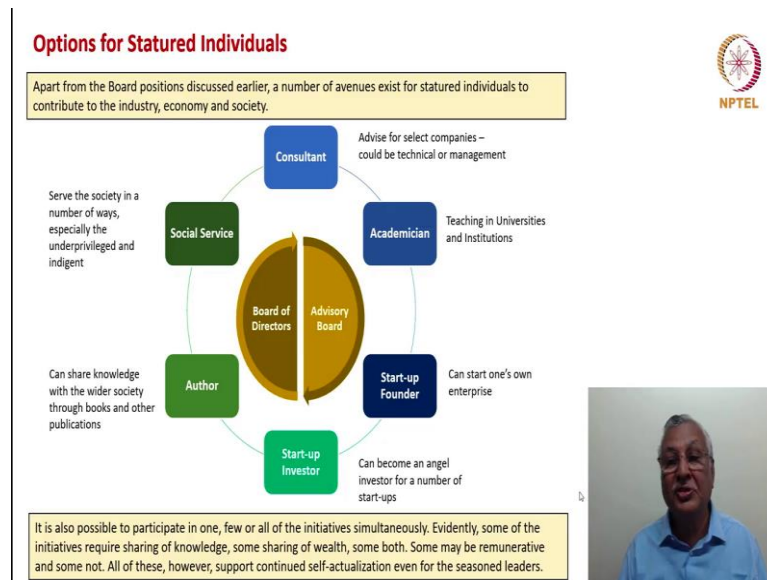 Options for Statured Individuals
NPTEL
Apart from the Board positions discussed earlier, a number of avenues exist for statured individuals to
contribute to the industry, economy and society.
Consultant
Advise for select companies –
could be technical or management
Serve the society in a
number of ways,
especially the
underprivileged and
indigent
Social Service
Academician
Teaching in Universities
and Institutions
Board of
Directors
Advisory
Board
Can share knowledge
with the wider society
through books and other
publications
Author
Start-up
Founder
Can start one's own
enterprise
Start-up
Investor
Can become an angel
investor for a number of
start-ups
It is also possible to participate in one, few or all of the initiatives simultaneously. Evidently, some of the
initiatives require sharing of knowledge, some sharing of wealth, some both. Some may be remunerative
and some not. All of these, however, support continued self-actualization even for the seasoned leaders.